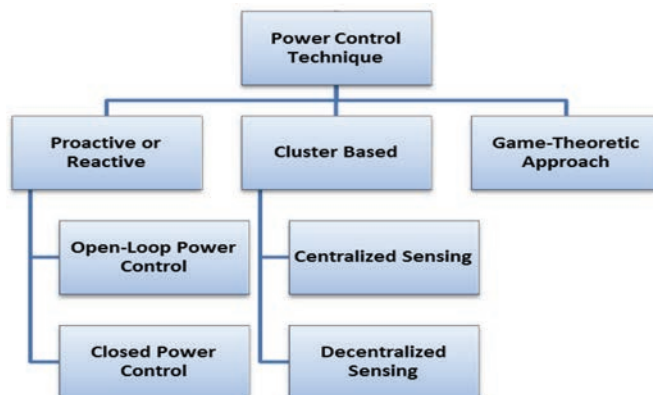 Power Control
Technique
Proactive or
Reactive
Cluster Based
Game-Theoretic
Approach
Open-Loop Power
Control
Centralized Sensing
Closed Power
Control
Decentralized
Sensing